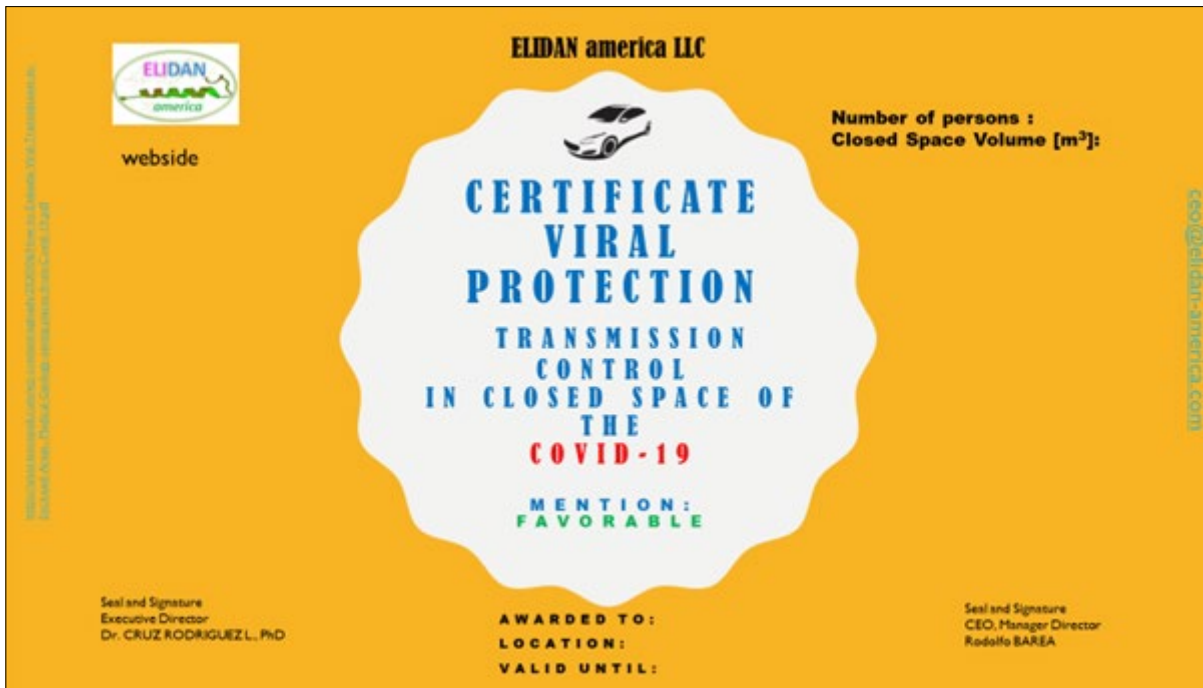 ELIDAN america LLC
ELIDAN
america
webside
Number of persons :
Closed Space Volume [m³]:
CERTIFICATE
VIRAL
PROTECTION
TRANSMISSION
CONTROL
IN CLOSED SPACE OF
THE
COVID-19
MENTION:
FAVORABLE
ceo@elidan-america.com
Seal and Signature
Executive Director
Dr. CRUZ RODRIGUEZ L., PhD
AWARDED TO:
LOCATION:
VALID UNTIL:
Seal and Signature
CEO, Manager Director
Rodolfo BAREA